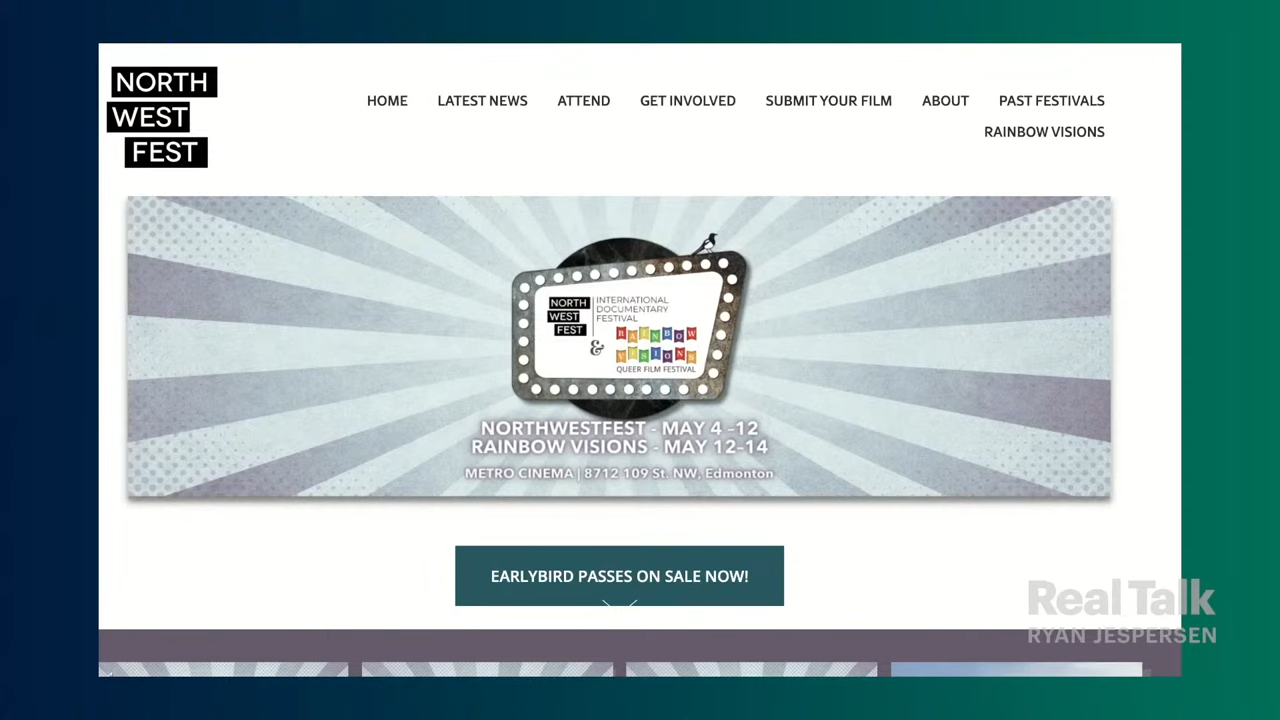 NORTH
WEST
FEST
HOME LATEST NEWS ATTEND GET INVOLVED SUBMIT YOUR FILM ABOUT PAST FESTIVALS
RAINBOW VISIONS
NORTH
WEST
FEST
INTERNATIONAL
DOCUMENTARY
FESTIVAL
&
RAINBOW
VISIONS
QUEER FILM FESTIVAL
NORTHWESTFEST - MAY 4 -12
RAINBOW VISIONS - MAY 12-14
METRO CINEMA | 8712 109 St. NW, Edmonton
EARLYBIRD PASSES ON SALE NOW!
Real Talk
RYAN JESPERSEN